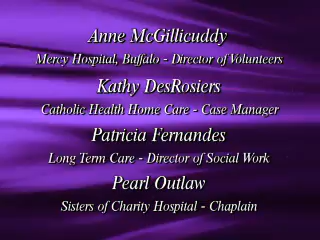 Anne McGillicuddy
Mercy Hospital, Buffalo - Director of Volunteers
Kathy DesRosiers
Catholic Health Home Care - Case Manager
Patricia Fernandes
Long Term Care - Director of Social Work
Pearl Outlaw
Sisters of Charity Hospital - Chaplain